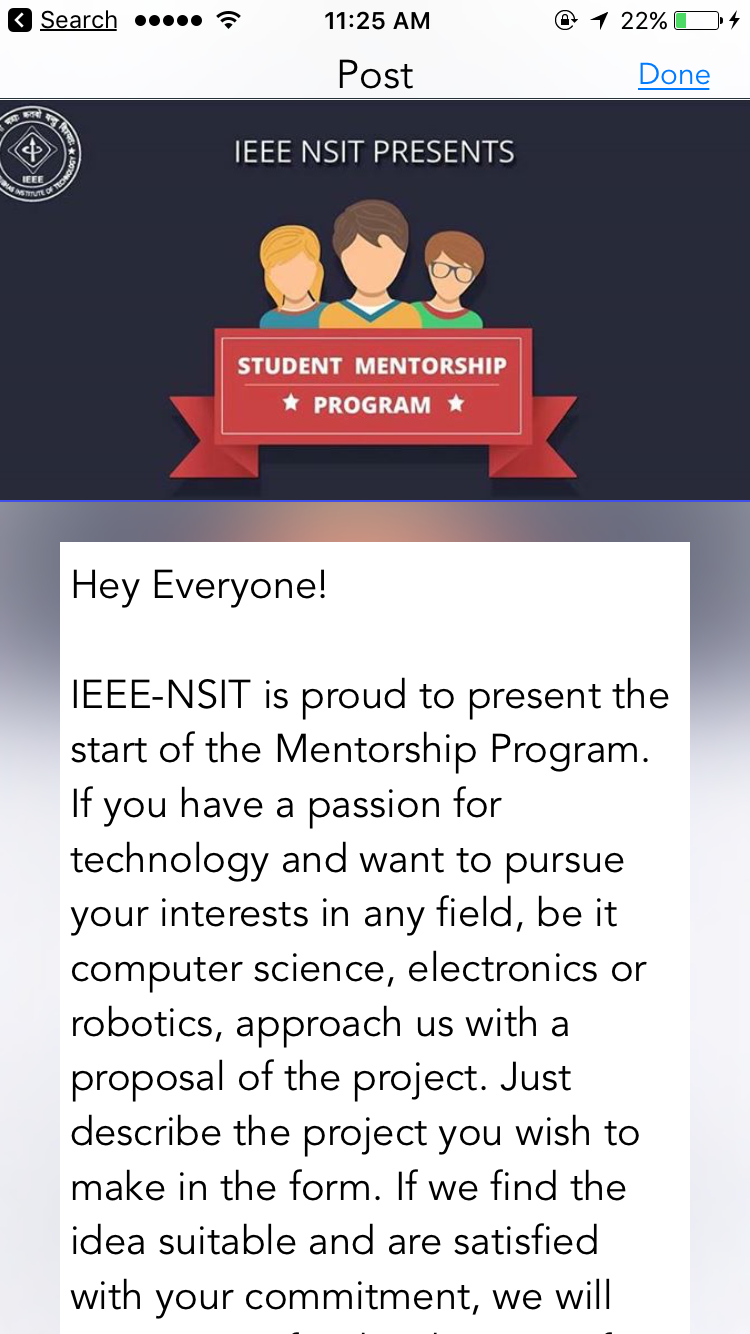 Search 11:25 AM 22%
Post Done
IEEE NSIT PRESENTS
IEEE
INSTITUTE OF TECHNOLOGY
STUDENT MENTORSHIP
PROGRAM
Hey Everyone!
IEEE-NSIT is proud to present the
start of the Mentorship Program.
If you have a passion for
technology and want to pursue
your interests in any field, be it
computer science, electronics or
robotics, approach us with a
proposal of the project. Just
describe the project you wish to
make in the form. If we find the
idea suitable and are satisfied
with your commitment, we will